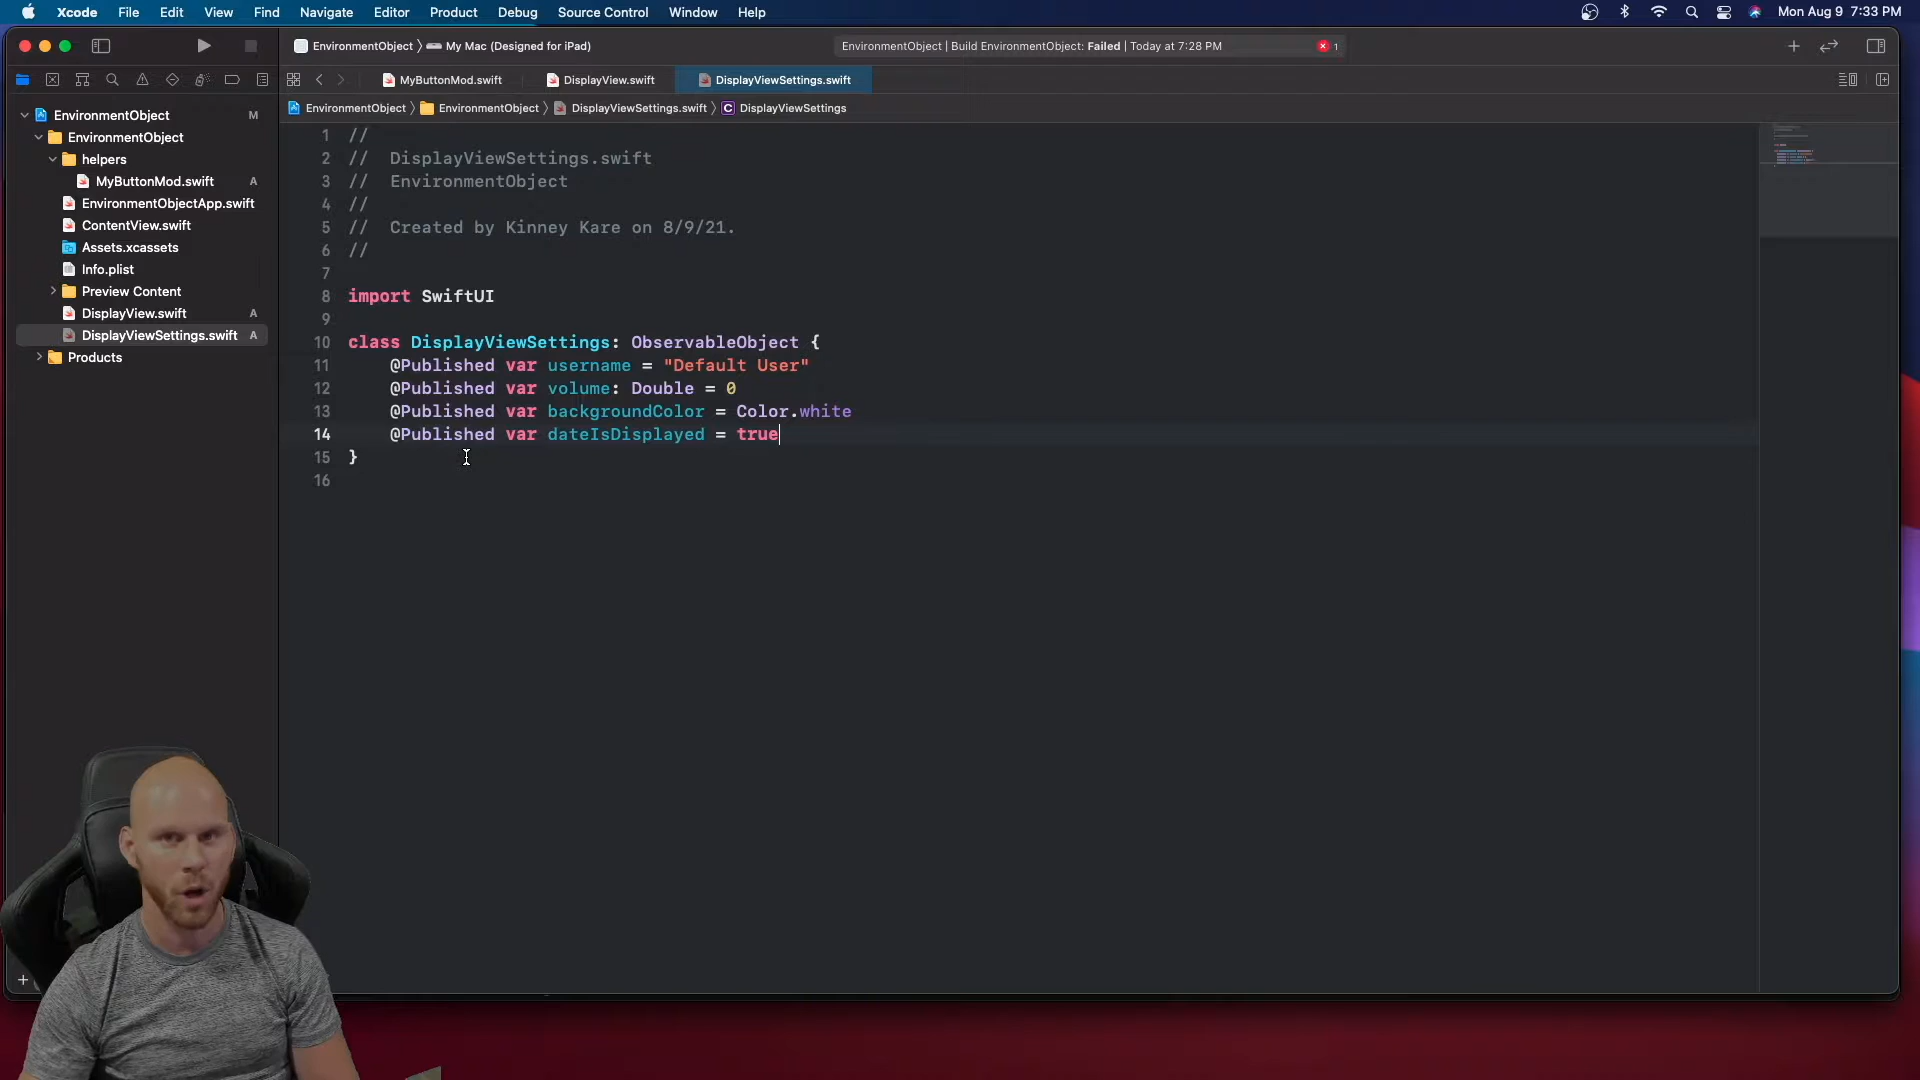 Xcode File Edit View Find Navigate Editor Product Debug Source Control Window Help Mon Aug 9 7:33 PM
EnvironmentObject 〉 My Mac (Designed for iPad) EnvironmentObject | Build EnvironmentObject: Failed | Today at 7:28 PM 1
MyButtonMod.swift DisplayView.swift DisplayViewSettings.swift
EnvironmentObject 〉 EnvironmentObject 〉 DisplayViewSettings.swift 〉 C DisplayViewSettings
EnvironmentObject M
EnvironmentObject
helpers
MyButtonMod.swift A
EnvironmentObjectApp.swift
ContentView.swift
Assets.xcassets
Info.plist
Preview Content
DisplayView.swift A
DisplayViewSettings.swift A
Products
1 //
2 // DisplayViewSettings.swift
3 // EnvironmentObject
4 //
5 // Created by Kinney Kare on 8/9/21.
6 //
7
8 import SwiftUI
9
10 class DisplayViewSettings: ObservableObject {
11 @Published var username = "Default User"
12 @Published var volume: Double = 0
13 @Published var backgroundColor = Color.white
14 @Published var dateIsDisplayed = true
15 }
16